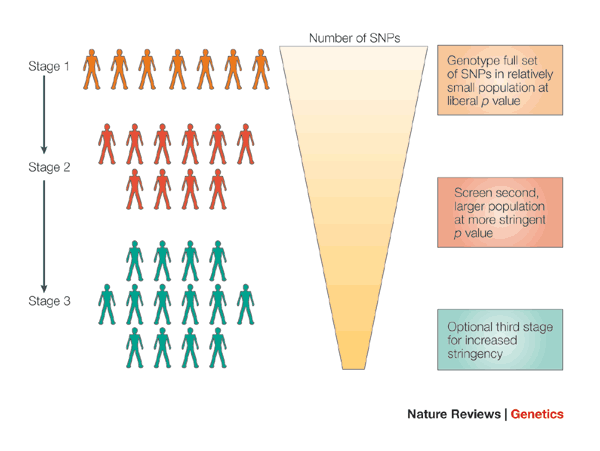 Number of SNPs
Stage 1
Genotype full set
of SNPs in relatively
small population at
liberal p value
Stage 2
Screen second,
larger population
at more stringent
p value
Stage 3
Optional third stage
for increased
stringency
Nature Reviews | Genetics